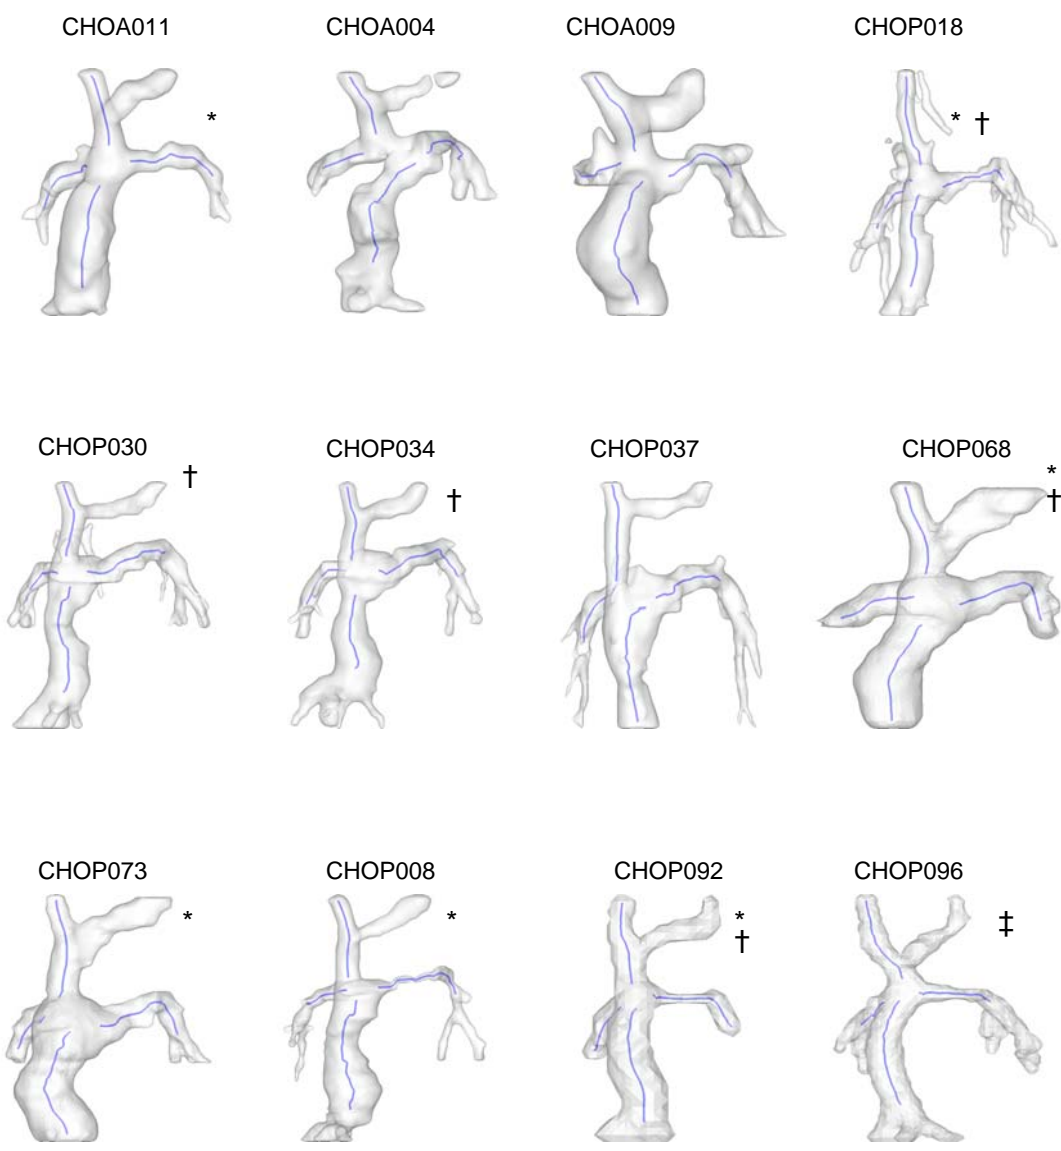 CHOA011 CHOA004 CHOA009 CHOP018
* * †
CHOP030 CHOP034 CHOP037 CHOP068
† † * †
CHOP073 CHOP008 CHOP092 CHOP096
* * * ‡
†